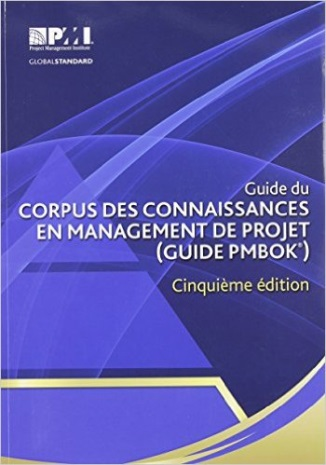 PMI
Project Management Institute
GLOBALSTANDARD
Guide du
CORPUS DES CONNAISSANCES
EN MANAGEMENT DE PROJET
(GUIDE PMBOK®)
Cinquième édition